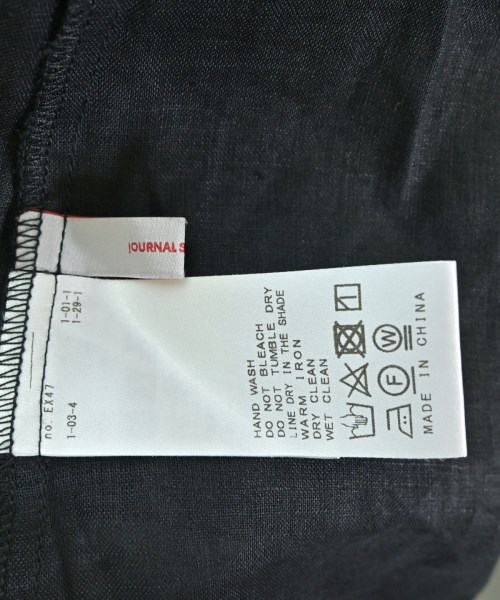 JOURNAL S
1-01-1
1-29-1
no. EX47
1-03-4
HAND WASH
DO NOT BLEACH
DO NOT TUMBLE DRY
LINE DRY IN THE SHADE
WARM IRON
DRY CLEAN
WET CLEAN
F W
MADE IN CHINA